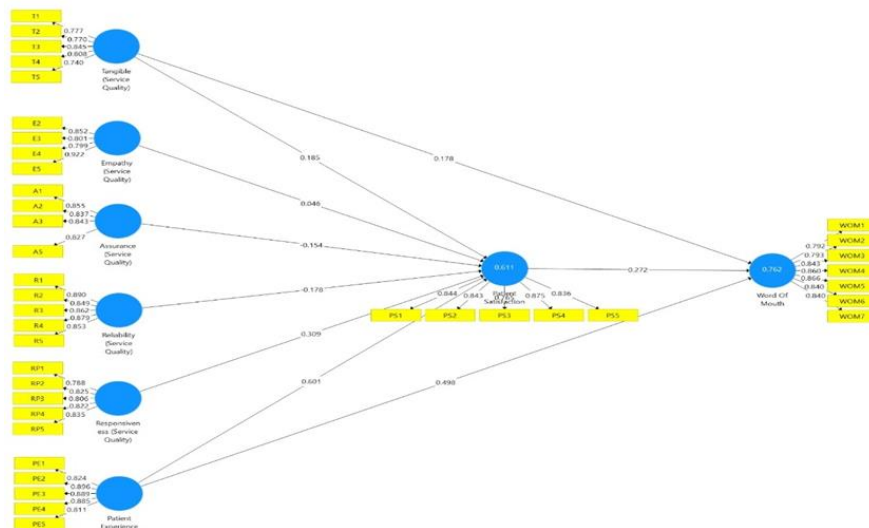 T1
T2
T3
T4
T5
0.777
0.770
0.845
0.608
0.740
Tangible
(Service
Quality)
E2
E3
E4
E5
0.852
0.801
0.799
0.922
Empathy
(Service
Quality)
A1
A2
A3
A5
0.855
0.837
0.843
0.827
Assurance
(Service
Quality)
R1
R2
R3
R4
R5
0.890
0.849
0.862
0.879
0.853
Reliability
(Service
Quality)
RP1
RP2
RP3
RP4
RP5
0.788
0.825
0.806
0.822
0.835
Responsiven
ess (Service
Quality)
PE1
PE2
PE3
PE4
PE5
0.824
0.896
0.889
0.885
0.811
Patient
Experience
0.185
0.178
0.046
-0.154
-0.178
0.309
0.601
0.498
0.272
0.611
Patient
Satisfaction
0.844
0.843
0.875
0.836
PS1
PS2
PS3
PS4
PS5
0.762
Word Of
Mouth
0.792
0.793
0.843
0.860
0.866
0.840
0.840
WOM1
WOM2
WOM3
WOM4
WOM5
WOM6
WOM7